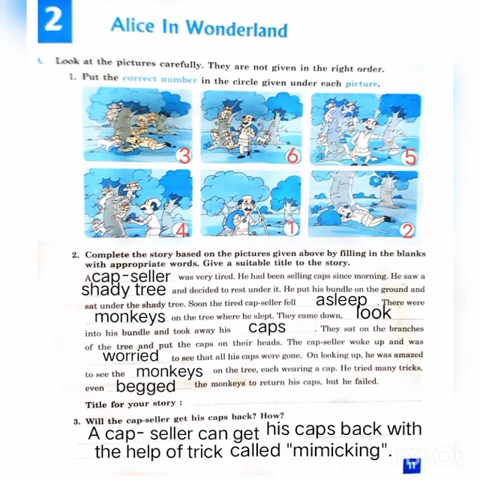 2 Alice In Wonderland
A. Look at the pictures carefully. They are not given in the right order.
1. Put the correct number in the circle given under each picture.
3 6 5
4 1 2
2. Complete the story based on the pictures given above by filling in the blanks
with appropriate words. Give a suitable title to the story.
A cap-seller was very tired. He had been selling caps since morning. He saw a
shady tree and decided to rest under it. He put his bundle on the ground and
sat under the shady tree. Soon the tired cap-seller fell asleep. There were
monkeys on the tree where he slept. They came down, look
into his bundle and took away his caps. They sat on the branches
of the tree and put the caps on their heads. The cap-seller woke up and was
worried to see that all his caps were gone. On looking up, he was amazed
to see the monkeys on the tree, each wearing a cap. He tried many tricks,
even begged the monkeys to return his caps, but he failed.
Title for your story :
3. Will the cap-seller get his caps back? How?
A cap- seller can get his caps back with
the help of trick called "mimicking".
11